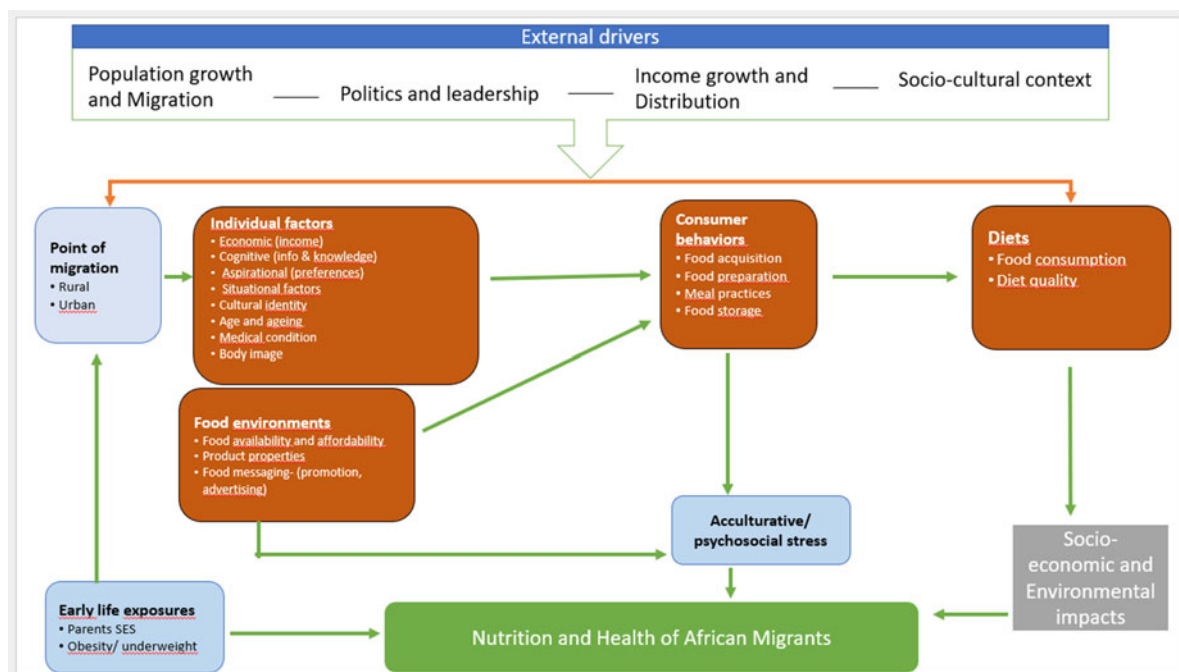 External drivers
Population growth
and Migration
Politics and leadership
Income growth and
Distribution
Socio-cultural context
Point of
migration
• Rural
• Urban
Individual factors
• Economic (income)
• Cognitive (info & knowledge)
• Aspirational (preferences)
• Situational factors
• Cultural identity
• Age and ageing
• Medical condition
• Body image
Consumer
behaviors
• Food acquisition
• Food preparation
• Meal practices
• Food storage
Diets
• Food consumption
• Diet quality
Food environments
• Food availability and affordability
• Product properties
• Food messaging- (promotion,
advertising)
Acculturative/
psychosocial stress
Socio-
economic and
Environmental
impacts
Early life exposures
• Parents SES
• Obesity/ underweight
Nutrition and Health of African Migrants